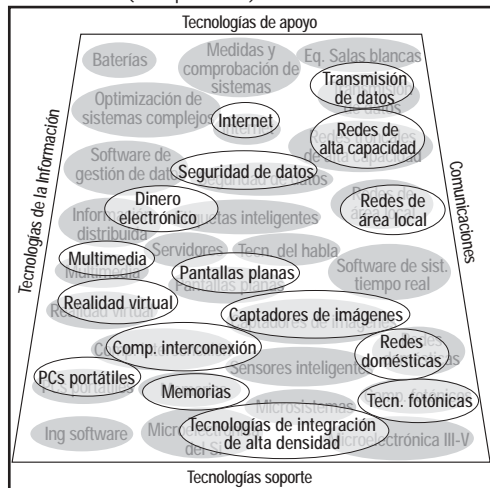 Tecnologías de apoyo
Baterías
Medidas y
comprobación de
sistemas
Eq. Salas blancas
Transmisión
de datos
Optimización de
sistemas complejos
Internet
Redes de
alta capacidad
Software de
gestión de datos
Seguridad de datos
Tecnologías de la Información
Comunicaciones
Dinero
electrónico
Redes de
área local
distribuida
inteligentes
Servidores
Tecn. del habla
Multimedia
Pantallas planas
Software de sist.
tiempo real
Realidad virtual
Captadores de imágenes
Comp. interconexión
Redes
domésticas
Sensores
PCs portátiles
Memorias
Tecn. fotónicas
Microsistemas
Ing software
Tecnologías de integración
de alta densidad
Tecnologías soporte